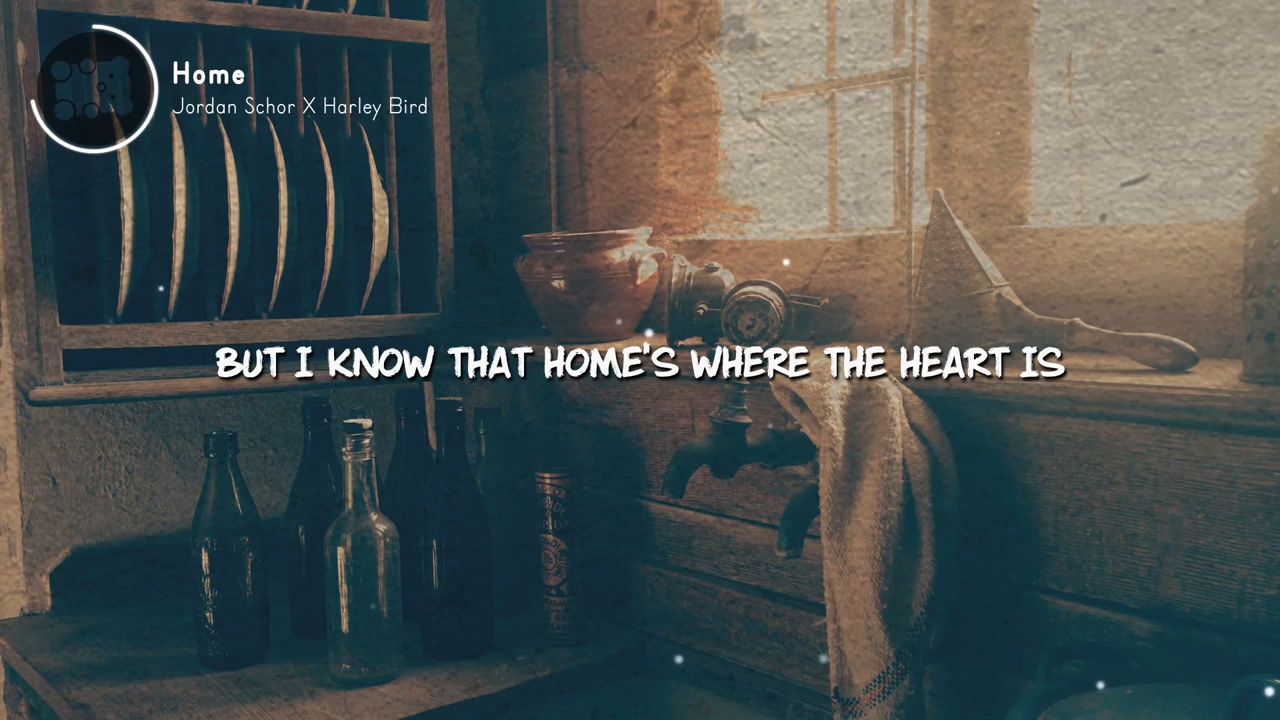 Home
Jordan Schor X Harley Bird
BUT I KNOW THAT HOME'S WHERE THE HEART IS